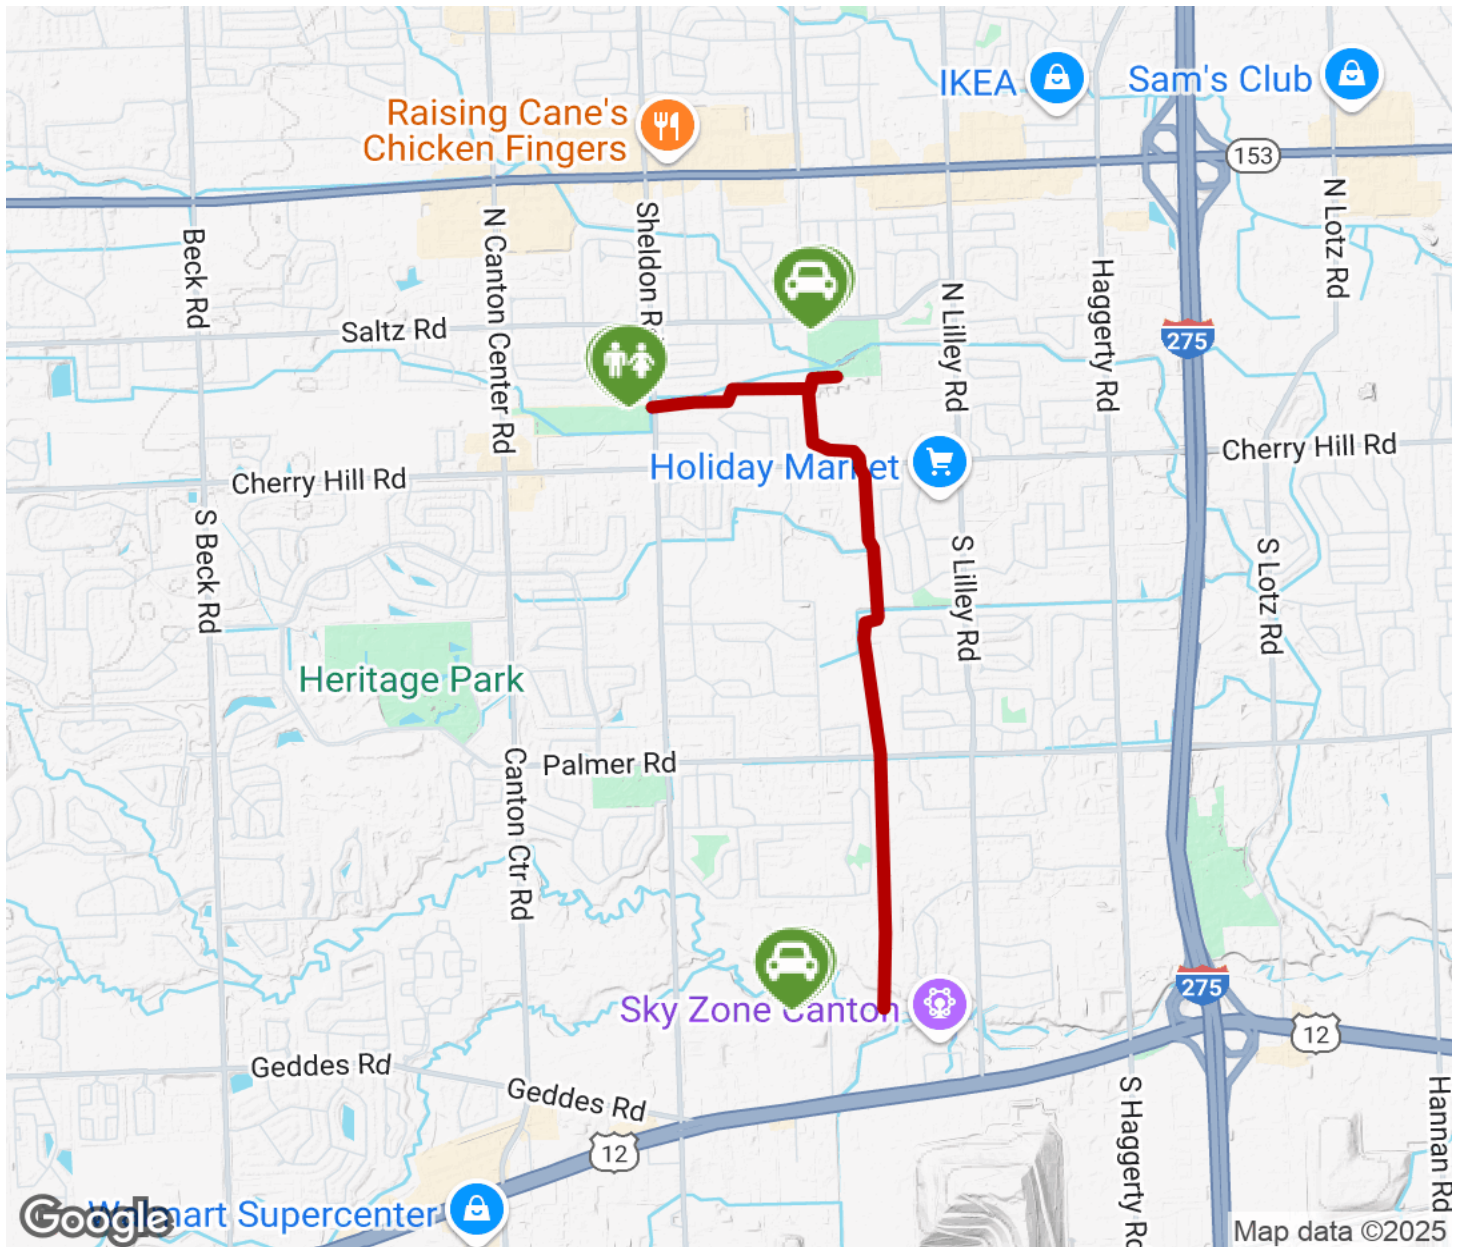 IKEA
Sam's Club
Raising Cane's
Chicken Fingers
153
Beck Rd
N Canton Center Rd
Sheldon R
N Lotz Rd
Saltz Rd
N Lilley Rd
Haggerty Rd
275
Cherry Hill Rd
Holiday Market
Cherry Hill Rd
S Beck Rd
S Lilley Rd
S Lotz Rd
Heritage Park
Canton Ctr Rd
Palmer Rd
Sky Zone Canton
275
12
Geddes Rd
Geddes Rd
12
S Haggerty Rd
Hannan Rd
Walmart Supercenter
Google
Map data ©2025